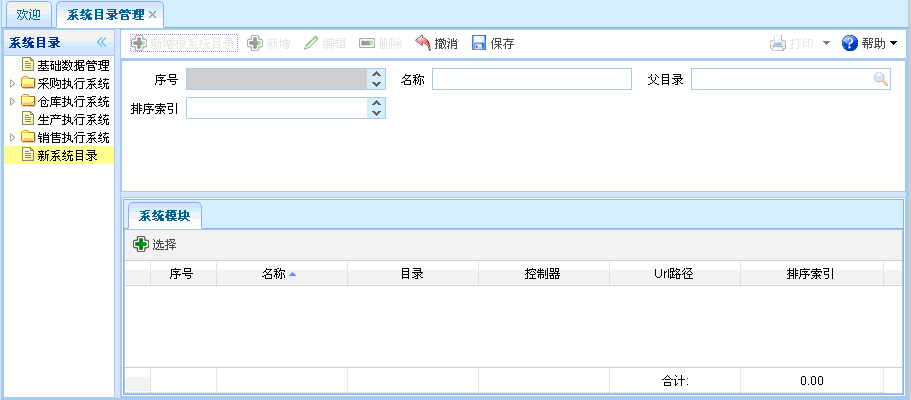 欢迎 系统目录管理
系统目录 新增根系统目录 新增 编辑 删除 撤消 保存 打印 帮助
基础数据管理
采购执行系统
仓库执行系统
生产执行系统
销售执行系统
新系统目录
序号 名称 父目录
排序索引
系统模块
选择
序号 名称 目录 控制器 Url路径 排序索引
合计: 0.00